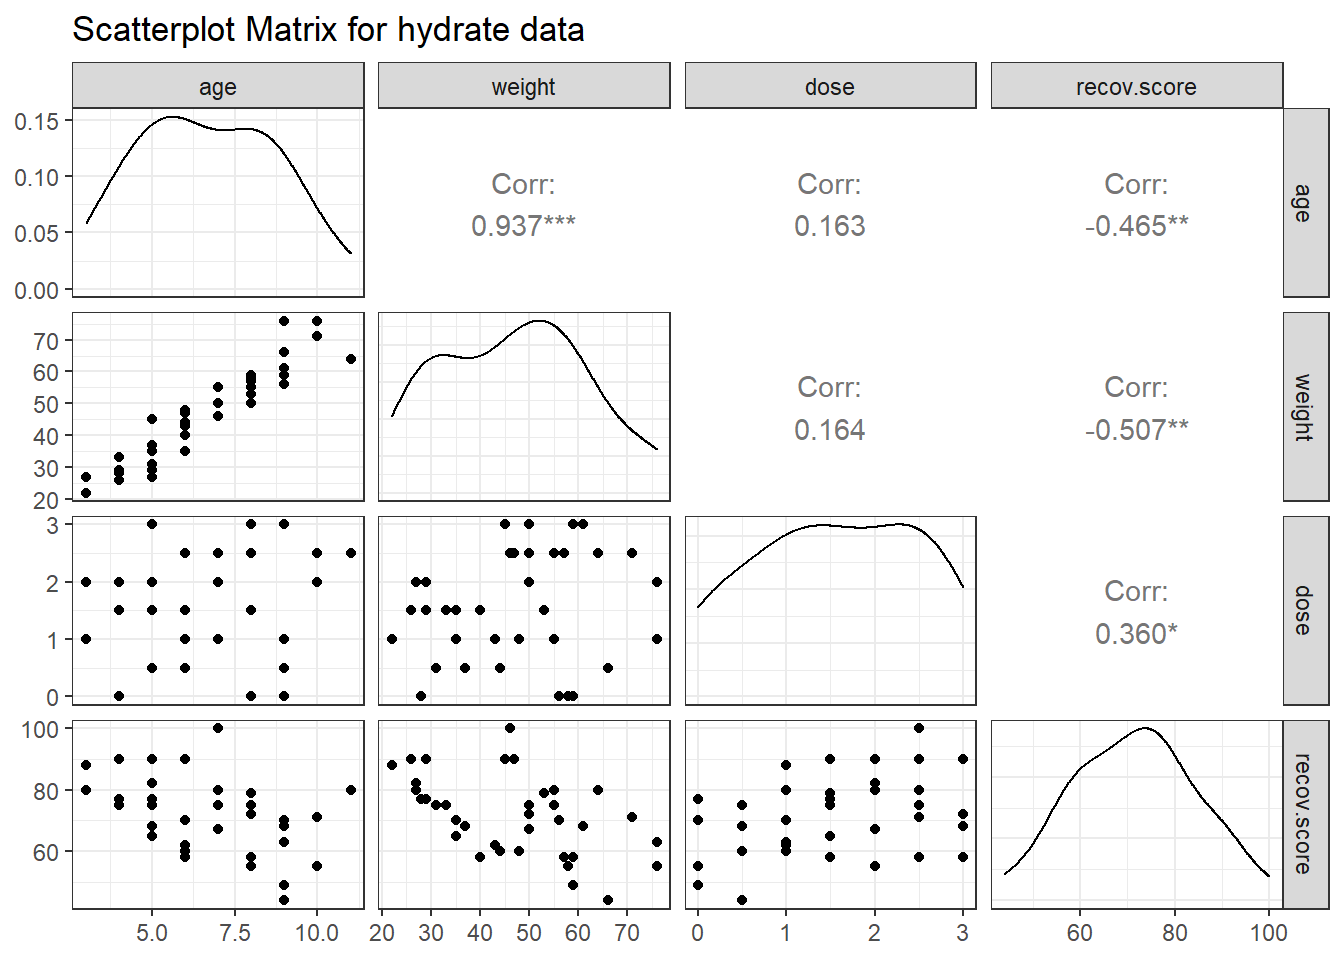 Scatterplot Matrix for hydrate data
age
weight
dose
recov.score
0.15
0.10
0.05
0.00
Corr:
0.937***
Corr:
0.163
Corr:
-0.465**
age
70
60
50
40
30
20
Corr:
0.164
Corr:
-0.507**
weight
3
2
1
0
Corr:
0.360*
dose
100
80
60
recov.score
5.0 7.5 10.0
20 30 40 50 60 70
0 1 2 3
60 80 100